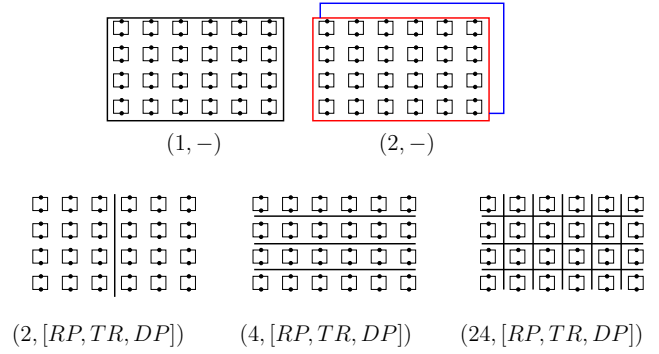 (1, −)
(2, −)
(2, [RP, TR, DP])
(4, [RP, TR, DP])
(24, [RP, TR, DP])